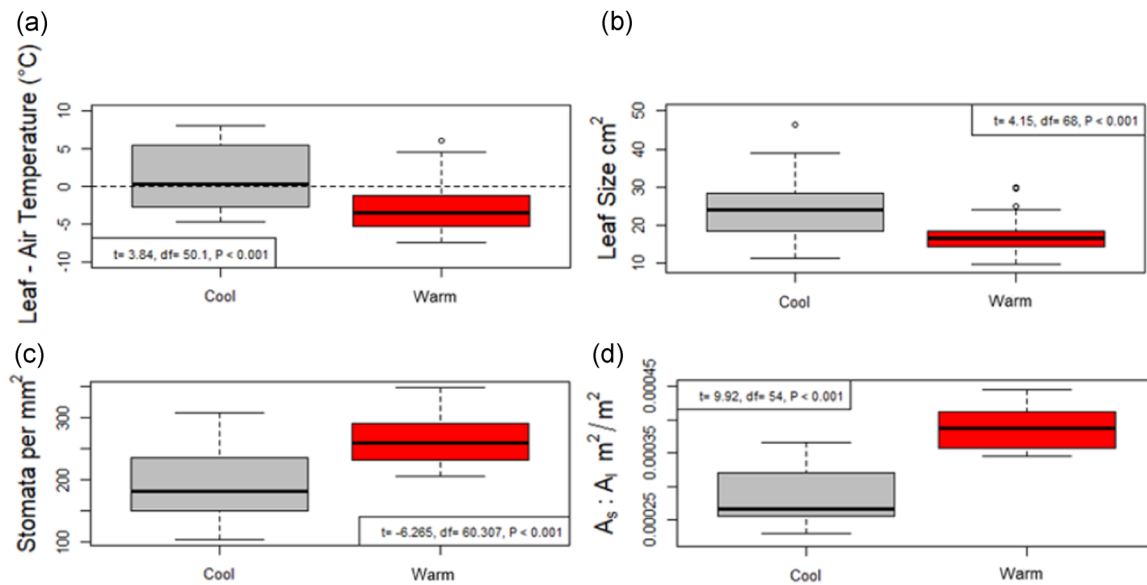 (a)
Leaf - Air Temperature (°C)
10
5
0
-5
-10
t= 3.84, df= 50.1, P < 0.001
Cool
Warm
(b)
Leaf Size cm²
50
40
30
20
10
t= 4.15, df= 68, P < 0.001
Cool
Warm
(c)
Stomata per mm²
300
200
100
t= -6.265, df= 60.307, P < 0.001
Cool
Warm
(d)
Aₛ : Aₗ m²/m²
0.00045
0.00035
0.00025
t= 9.92, df= 54, P < 0.001
Cool
Warm